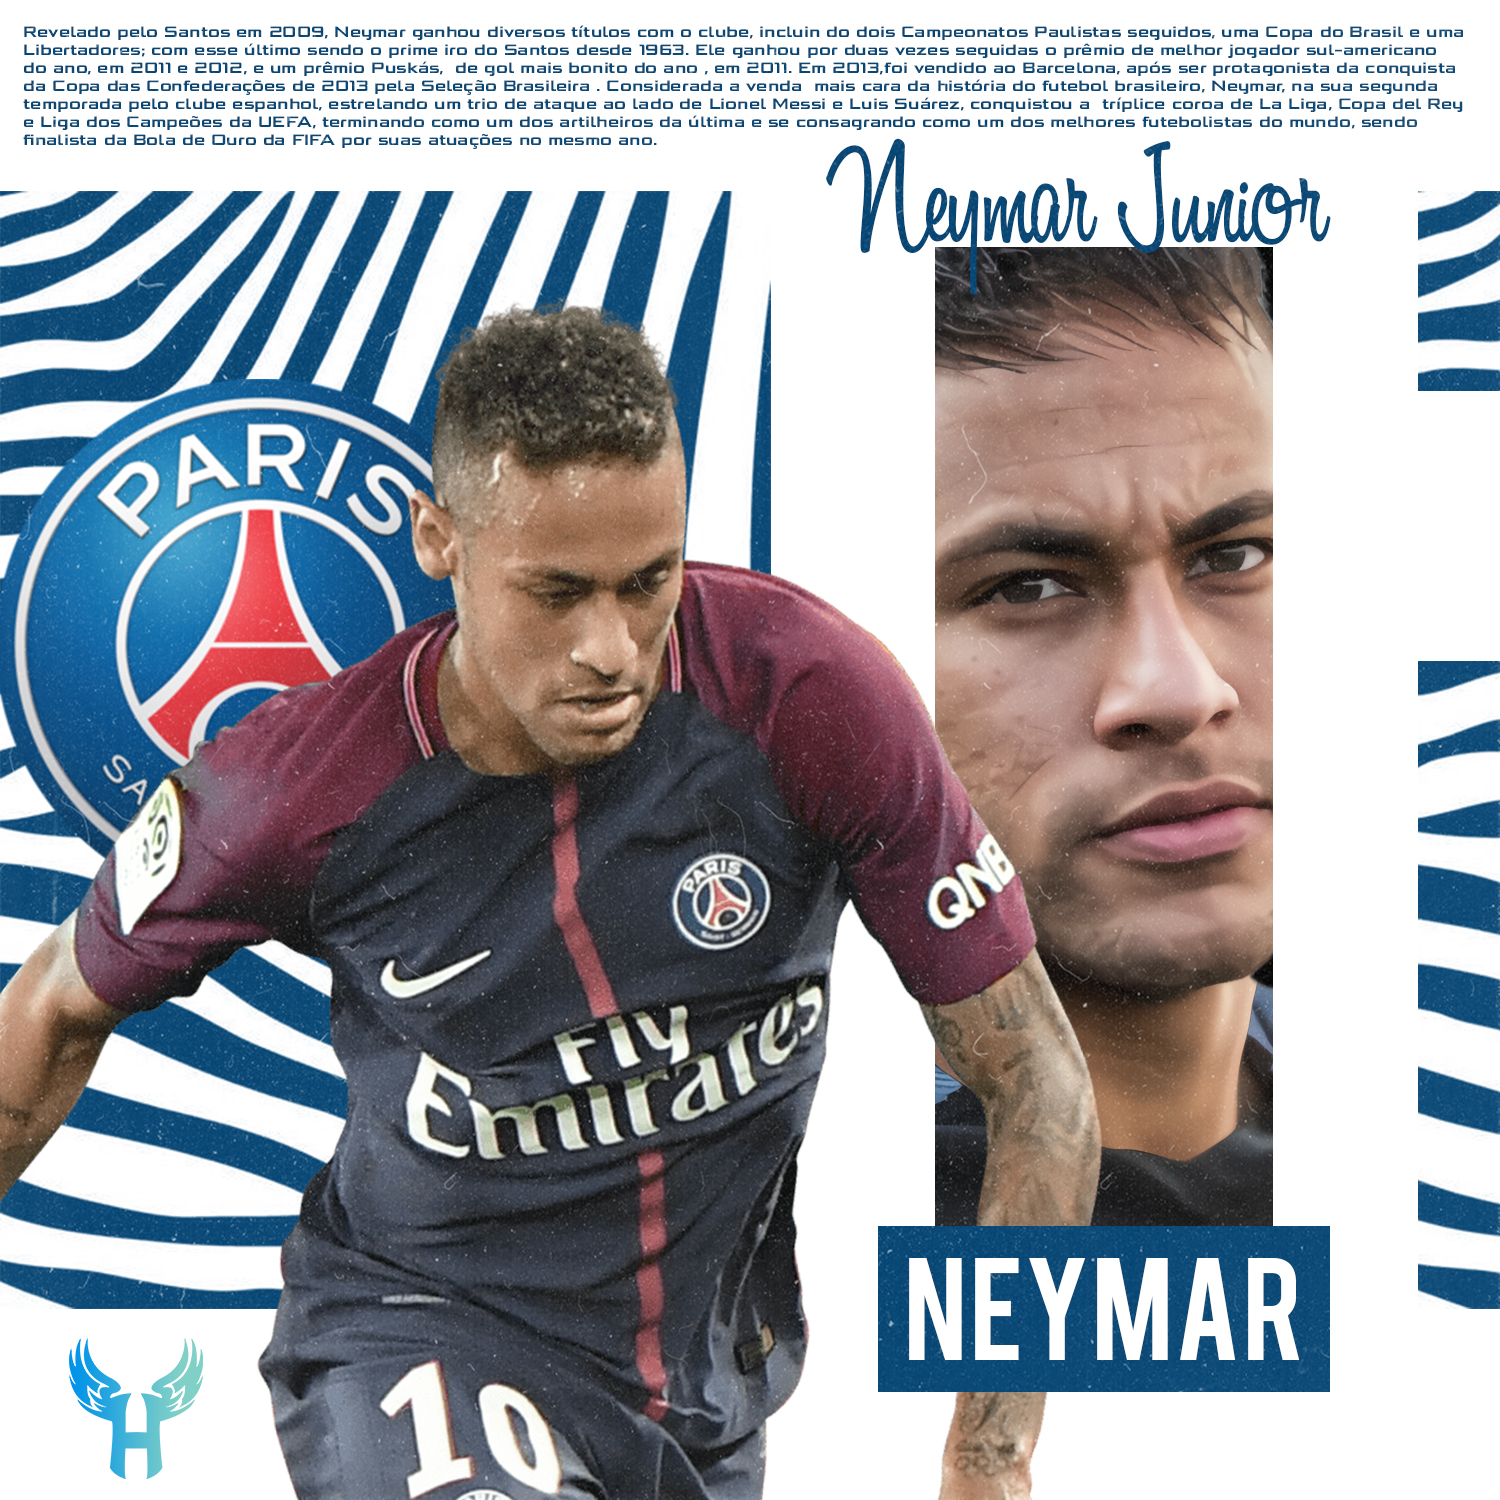 Revelado pelo Santos em 2009, Neymar ganhou diversos títulos com o clube, incluin do dois Campeonatos Paulistas seguidos, uma Copa do Brasil e uma
Libertadores; com esse último sendo o prime iro do Santos desde 1963. Ele ganhou por duas vezes seguidas o prêmio de melhor jogador sul-americano
do ano, em 2011 e 2012, e um prêmio Puskás,  de gol mais bonito do ano , em 2011. Em 2013,foi vendido ao Barcelona, após ser protagonista da conquista
da Copa das Confederações de 2013 pela Seleção Brasileira . Considerada a venda  mais cara da história do futebol brasileiro, Neymar, na sua segunda
temporada pelo clube espanhol, estrelando um trio de ataque ao lado de Lionel Messi e Luis Suárez, conquistou a  tríplice coroa de La Liga, Copa del Rey
e Liga dos Campeões da UEFA, terminando como um dos artilheiros da última e se consagrando como um dos melhores futebolistas do mundo, sendo
finalista da Bola de Ouro da FIFA por suas atuações no mesmo ano.
Neymar Junior
PARIS
SA
QNB
PARIS
SAINT-GERMAIN
Fly
Emirates
NEYMAR
10
H